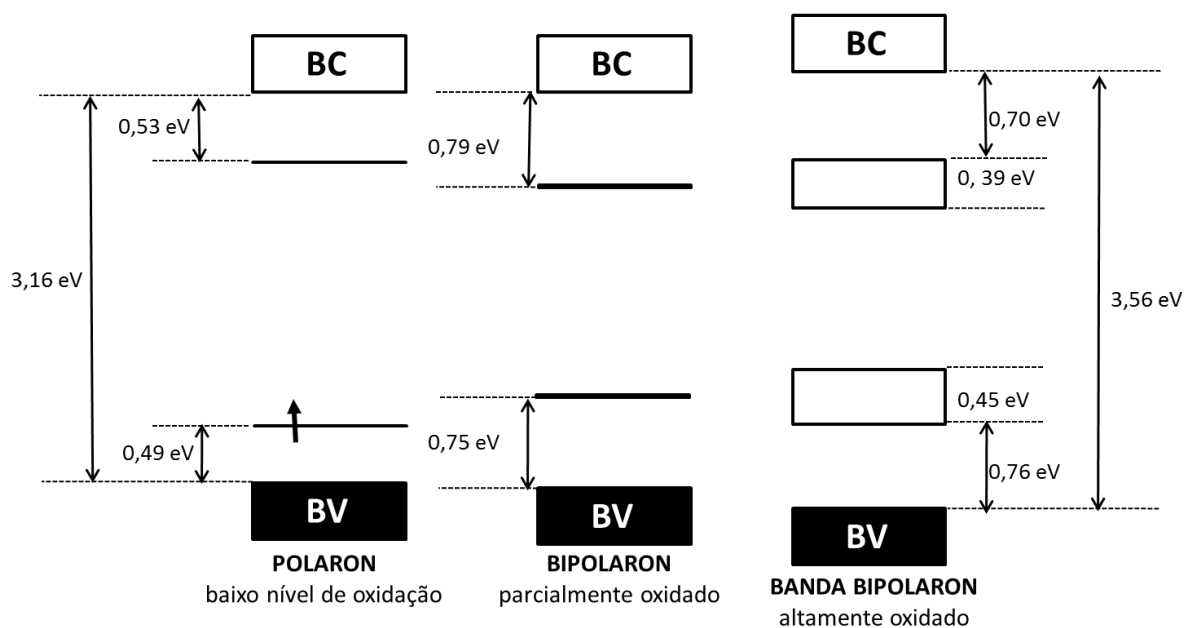 BC
BC
BC
0,53 eV
0,79 eV
0,70 eV
0, 39 eV
3,16 eV
3,56 eV
0,45 eV
0,49 eV
0,75 eV
0,76 eV
BV
BV
BV
POLARON
baixo nível de oxidação
BIPOLARON
parcialmente oxidado
BANDA BIPOLARON
altamente oxidado